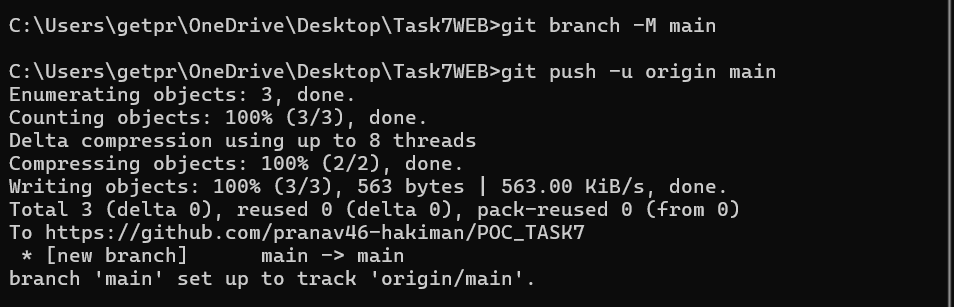 C:\Users\getpr\OneDrive\Desktop\Task7WEB>git branch -M main
C:\Users\getpr\OneDrive\Desktop\Task7WEB>git push -u origin main
Enumerating objects: 3, done.
Counting objects: 100% (3/3), done.
Delta compression using up to 8 threads
Compressing objects: 100% (2/2), done.
Writing objects: 100% (3/3), 563 bytes | 563.00 KiB/s, done.
Total 3 (delta 0), reused 0 (delta 0), pack-reused 0 (from 0)
To https://github.com/pranav46-hakiman/POC_TASK7
 * [new branch]      main -> main
branch 'main' set up to track 'origin/main'.